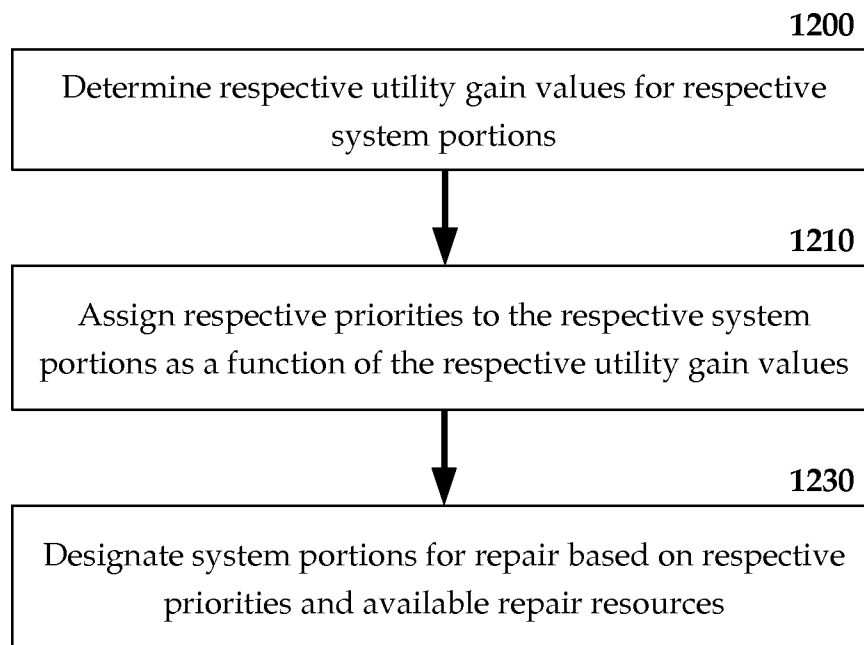 1200
Determine respective utility gain values for respective
system portions
1210
Assign respective priorities to the respective system
portions as a function of the respective utility gain values
1230
Designate system portions for repair based on respective
priorities and available repair resources